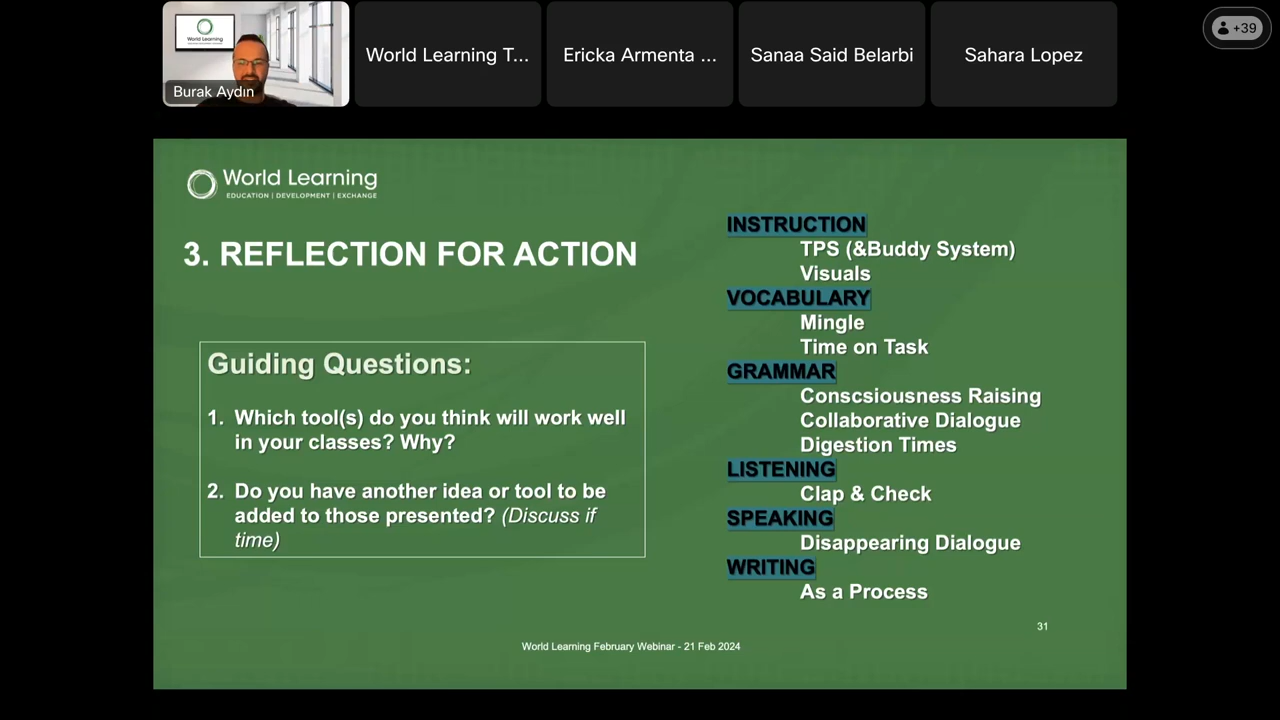 World Learning
Burak Aydın
World Learning T...
Ericka Armenta ...
Sanaa Said Belarbi
Sahara Lopez
+39
World Learning
EDUCATION | DEVELOPMENT | EXCHANGE
3. REFLECTION FOR ACTION
Guiding Questions:
1. Which tool(s) do you think will work well
in your classes? Why?
2. Do you have another idea or tool to be
added to those presented? (Discuss if
time)
INSTRUCTION
TPS (&Buddy System)
Visuals
VOCABULARY
Mingle
Time on Task
GRAMMAR
Conscsiousness Raising
Collaborative Dialogue
Digestion Times
LISTENING
Clap & Check
SPEAKING
Disappearing Dialogue
WRITING
As a Process
31
World Learning February Webinar - 21 Feb 2024